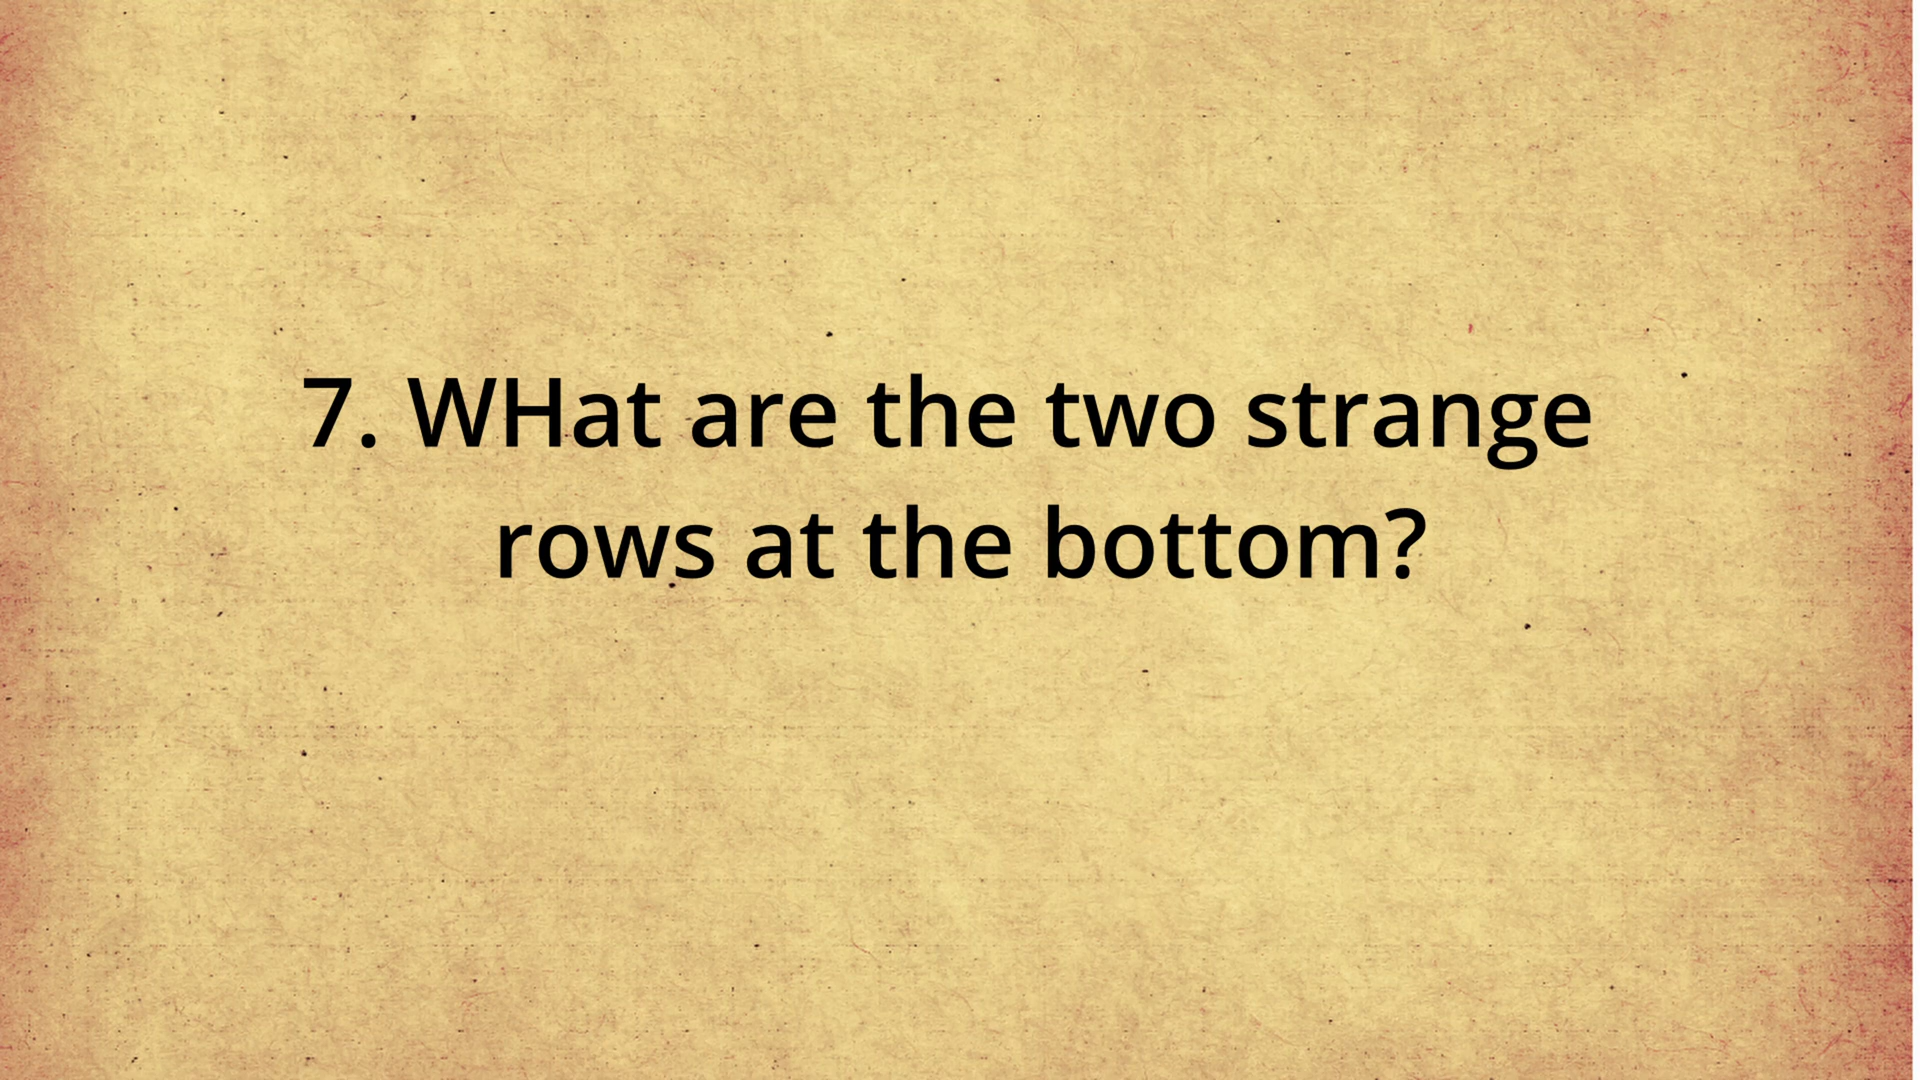 7. WHat are the two strange
rows at the bottom?